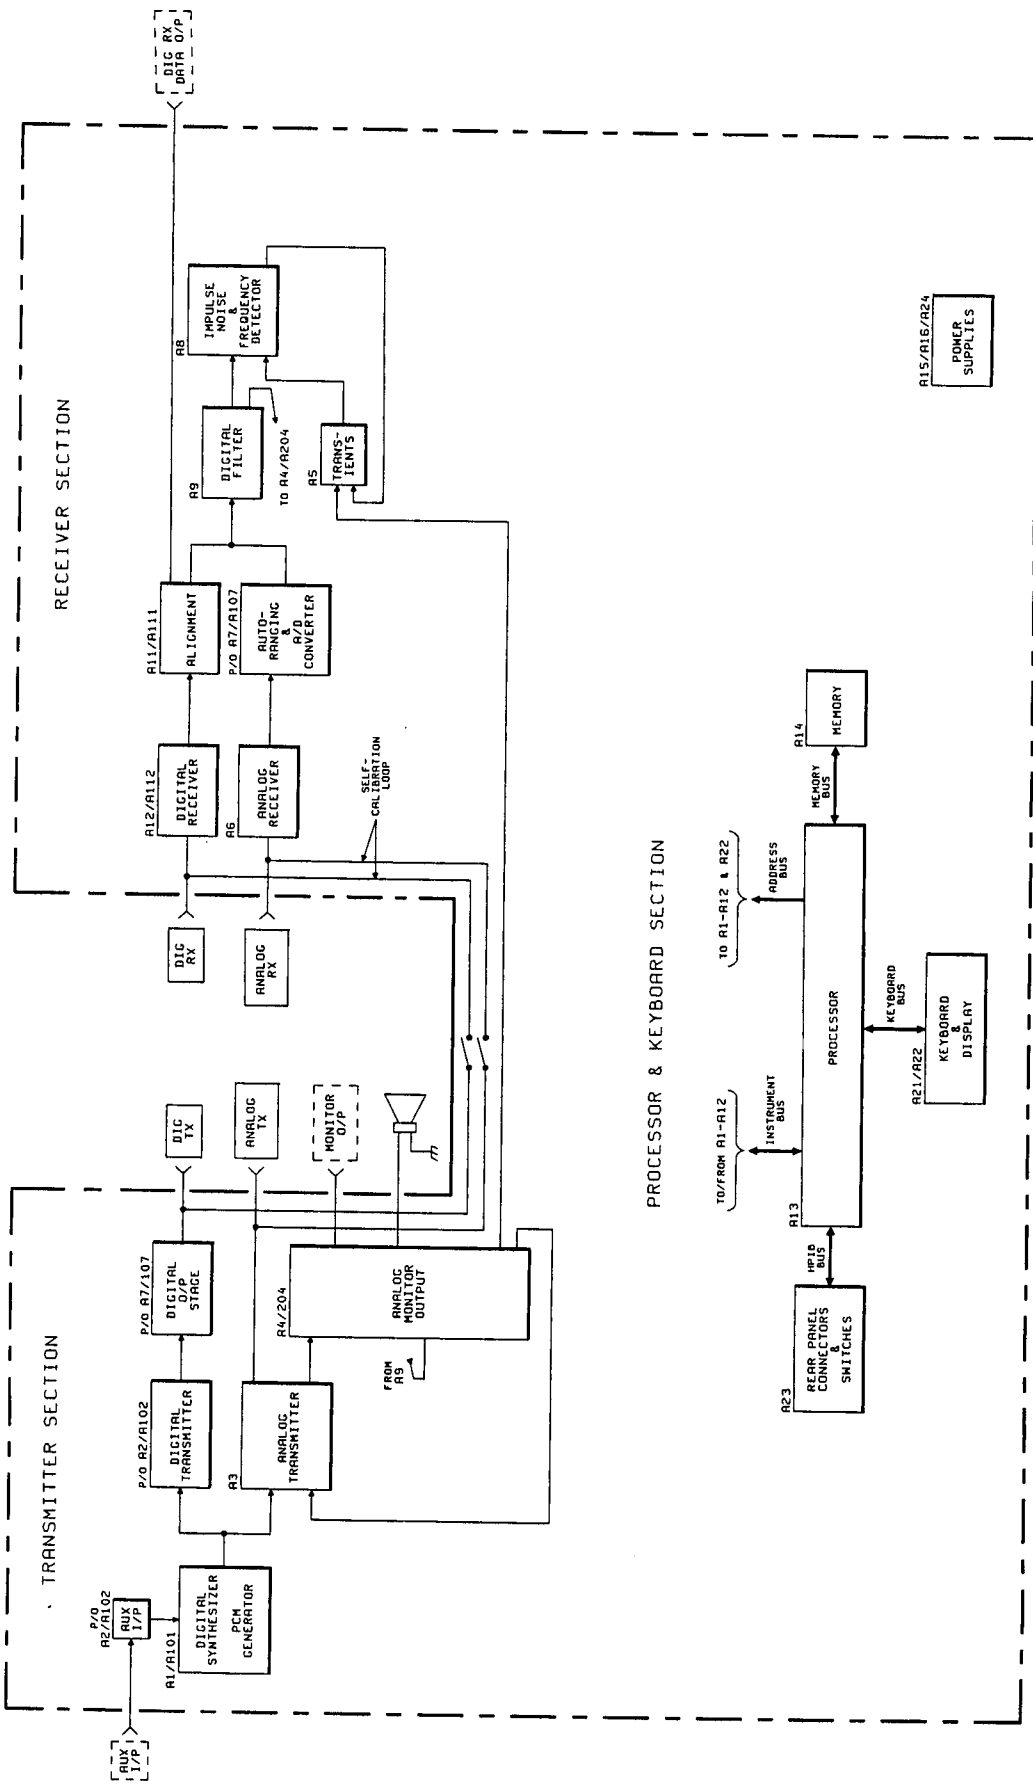 TRANSMITTER SECTION
AUX
I/P
P/O
A2/A102
AUX
I/P
A1/A101
DIGITAL
SYNTHESIZER
PCM
GENERATOR
P/O A2/A102
DIGITAL
TRANSMITTER
P/O A7/107
DIGITAL
O/P
STAGE
A3
ANALOG
TRANSMITTER
FROM
A9
A4/204
ANALOG
MONITOR
OUTPUT
DIG
TX
ANALOG
TX
MONITOR
O/P
RECEIVER SECTION
DIG
RX
ANALOG
RX
A12/A112
DIGITAL
RECEIVER
A6
ANALOG
RECEIVER
SELF-
CALIBRATION
LOOP
A11/A111
ALIGNMENT
P/O A7/A107
AUTO-
RANGING
&
A/D
CONVERTER
A9
DIGITAL
FILTER
TO A4/A204
A5
TRANS-
IENTS
A8
IMPULSE
NOISE
&
FREQUENCY
DETECTOR
DIG RX
DATA O/P
PROCESSOR & KEYBOARD SECTION
A23
REAR PANEL
CONNECTORS
&
SWITCHES
HPIB
BUS
A13
PROCESSOR
TO/FROM A1-A12
INSTRUMENT
BUS
TO A1-A12 & A22
ADDRESS
BUS
KEYBOARD
BUS
A21/A22
KEYBOARD
&
DISPLAY
MEMORY
BUS
A14
MEMORY
A15/A16/A24
POWER
SUPPLIES